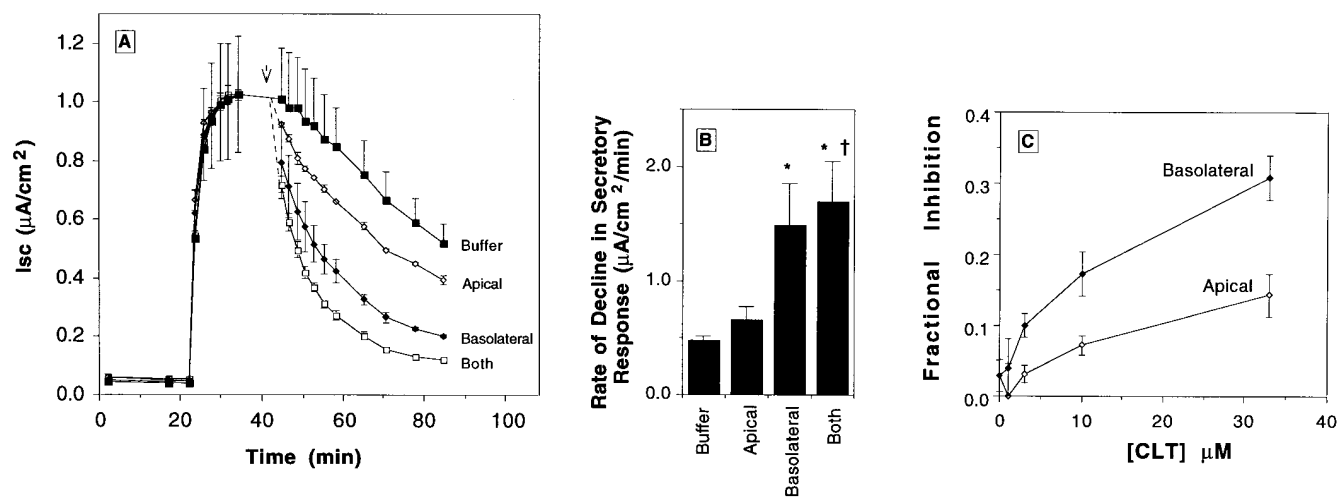 A
Isc (µA/cm²)
1.2
1.0
0.8
0.6
0.4
0.2
0.0
0
20
40
60
80
100
Time (min)
Buffer
Apical
Basolateral
Both
B
Rate of Decline in Secretory
Response (µA/cm ²/min)
2.0
1.0
0.0
*
* †
Buffer
Apical
Basolateral
Both
C
Fractional Inhibition
0.4
0.3
0.2
0.1
0.0
0
10
20
30
40
[CLT] µM
Basolateral
Apical